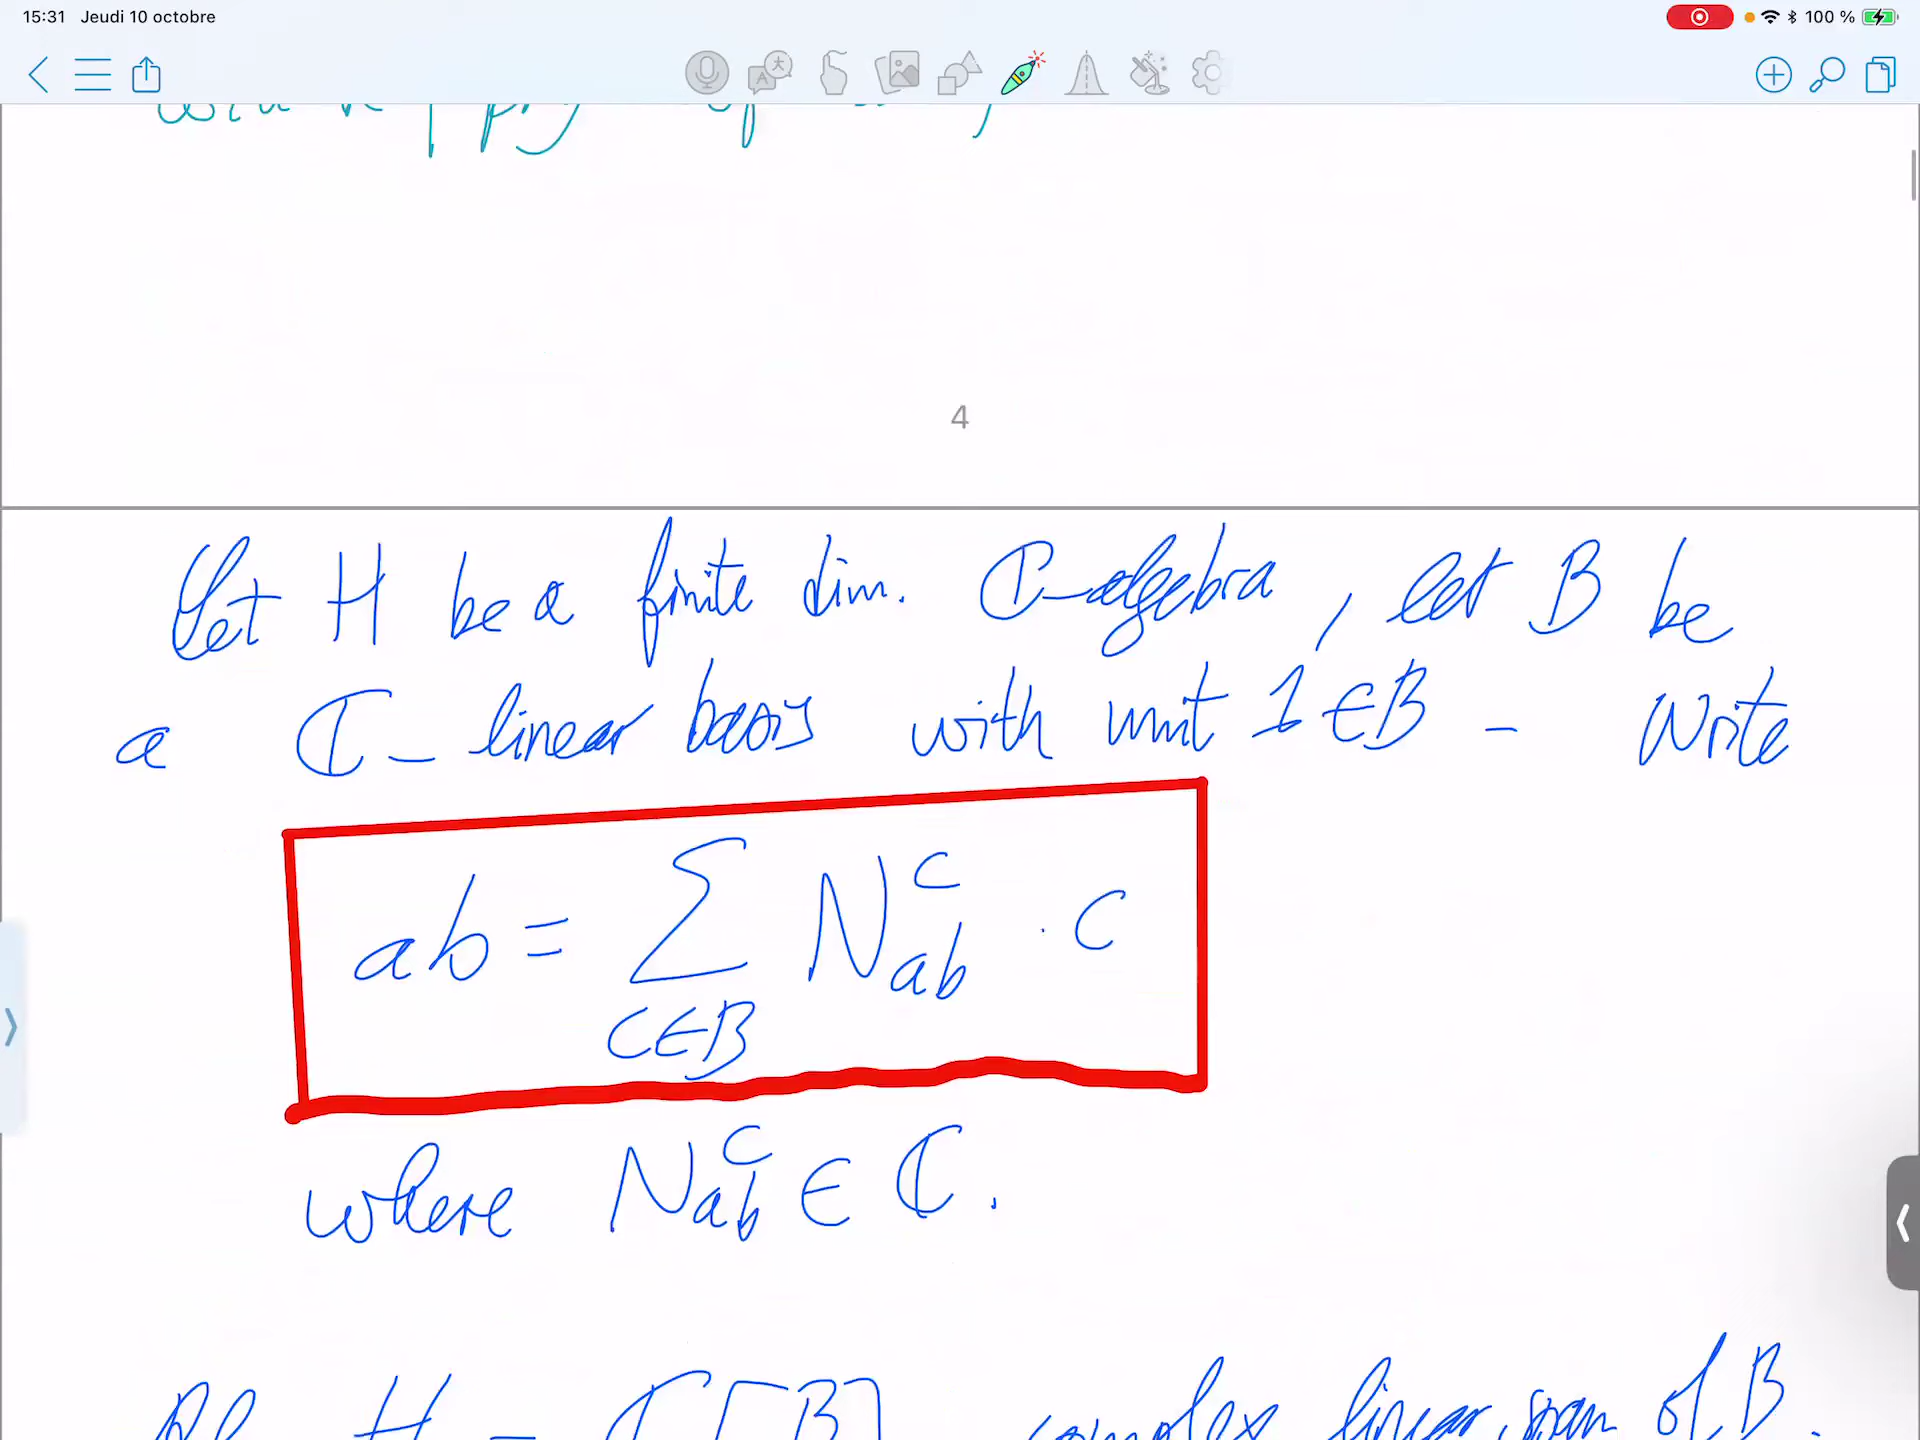 15:31 Jeudi 10 octobre 100 %
4
Let H be a finite dim. ℂ-algebra, let B be
a ℂ-linear basis with unit 1 ∈ B - Write
ab = ∑_{c∈B} N_{ab}^c · c
where N_{ab}^c ∈ ℂ.
H = ℂ[B] complex linear span of B.